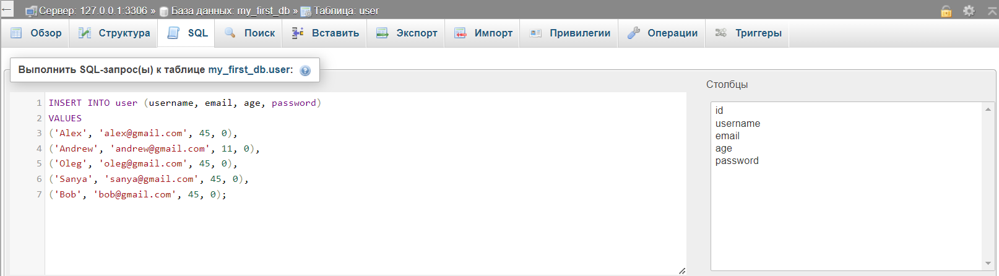 Сервер: 127.0.0.1:3306 » База данных: my_first_db » Таблица: user
Обзор Структура SQL Поиск Вставить Экспорт Импорт Привилегии Операции Триггеры
Выполнить SQL-запрос(ы) к таблице my_first_db.user:
Столбцы
1 INSERT INTO user (username, email, age, password)
2 VALUES
3 ('Alex', 'alex@gmail.com', 45, 0),
4 ('Andrew', 'andrew@gmail.com', 11, 0),
5 ('Oleg', 'oleg@gmail.com', 45, 0),
6 ('Sanya', 'sanya@gmail.com', 45, 0),
7 ('Bob', 'bob@gmail.com', 45, 0);
id
username
email
age
password